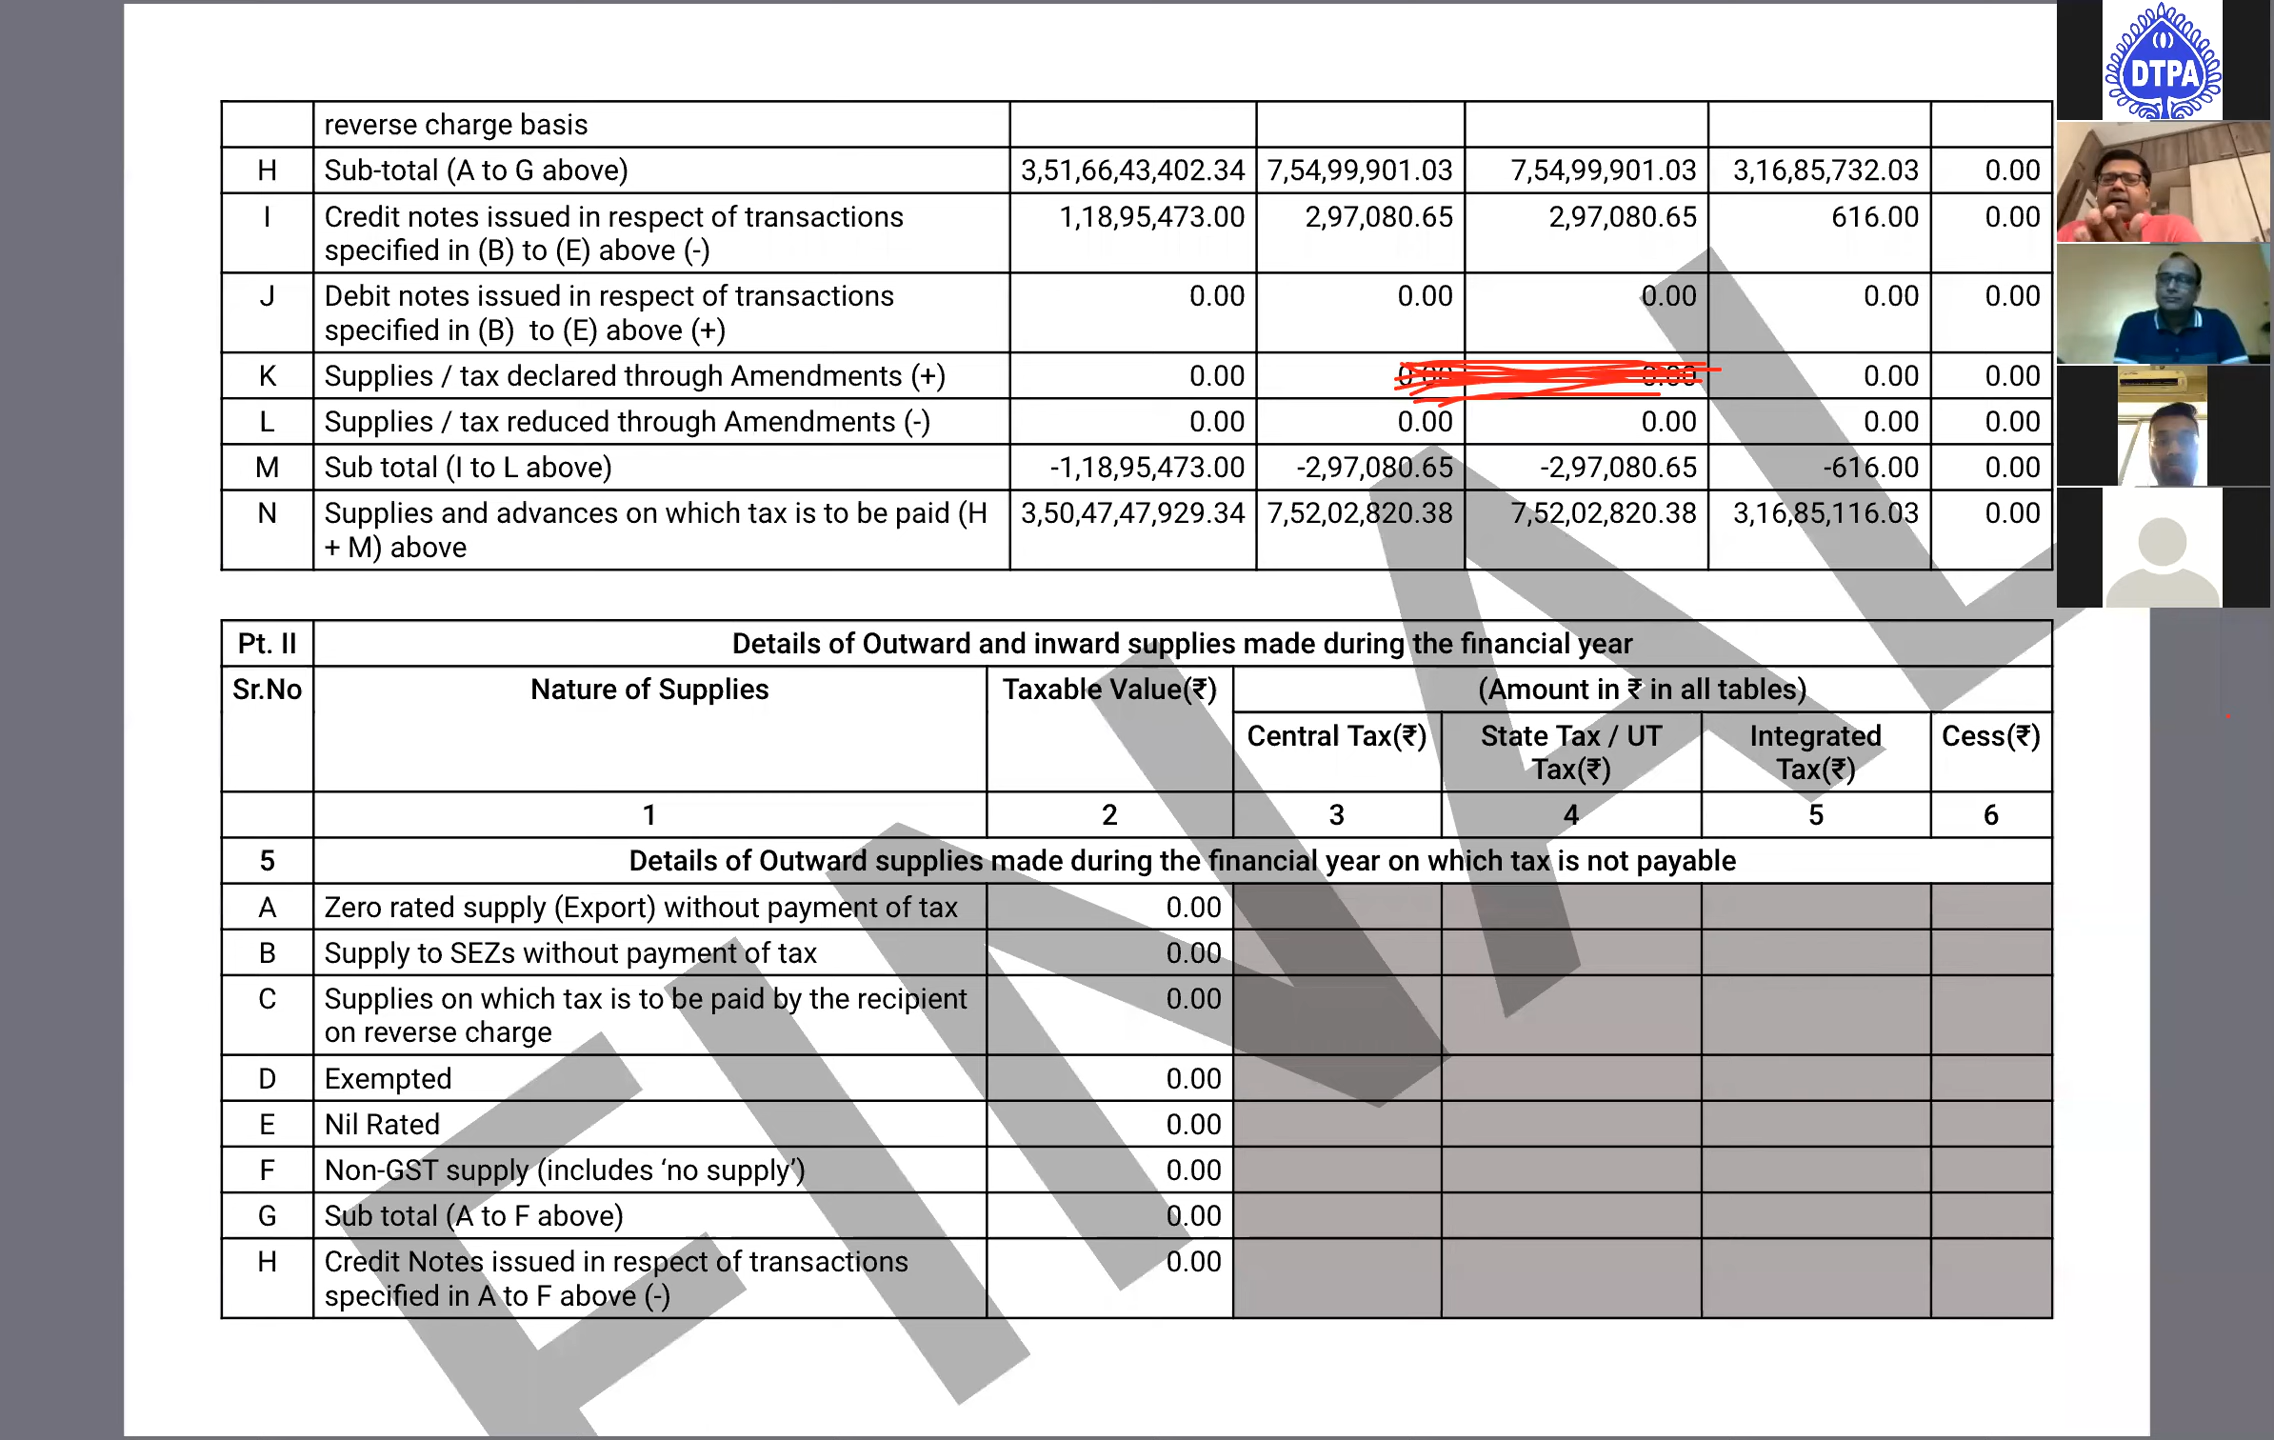 DTPA
reverse charge basis
H Sub-total (A to G above) 3,51,66,43,402.34 7,54,99,901.03 7,54,99,901.03 3,16,85,732.03 0.00
I Credit notes issued in respect of transactions 1,18,95,473.00 2,97,080.65 2,97,080.65 616.00 0.00
specified in (B) to (E) above (-)
J Debit notes issued in respect of transactions 0.00 0.00 0.00 0.00 0.00
specified in (B) to (E) above (+)
K Supplies / tax declared through Amendments (+) 0.00 0.00 0.00 0.00 0.00
L Supplies / tax reduced through Amendments (-) 0.00 0.00 0.00 0.00 0.00
M Sub total (I to L above) -1,18,95,473.00 -2,97,080.65 -2,97,080.65 -616.00 0.00
N Supplies and advances on which tax is to be paid (H 3,50,47,47,929.34 7,52,02,820.38 7,52,02,820.38 3,16,85,116.03 0.00
+ M) above
Pt. II Details of Outward and inward supplies made during the financial year
Sr.No Nature of Supplies Taxable Value(₹) (Amount in ₹ in all tables)
Central Tax(₹) State Tax / UT Integrated Cess(₹)
Tax(₹) Tax(₹)
1 2 3 4 5 6
5 Details of Outward supplies made during the financial year on which tax is not payable
A Zero rated supply (Export) without payment of tax 0.00
B Supply to SEZs without payment of tax 0.00
C Supplies on which tax is to be paid by the recipient 0.00
on reverse charge
D Exempted 0.00
E Nil Rated 0.00
F Non-GST supply (includes ‘no supply’) 0.00
G Sub total (A to F above) 0.00
H Credit Notes issued in respect of transactions 0.00
specified in A to F above (-)
FINAL